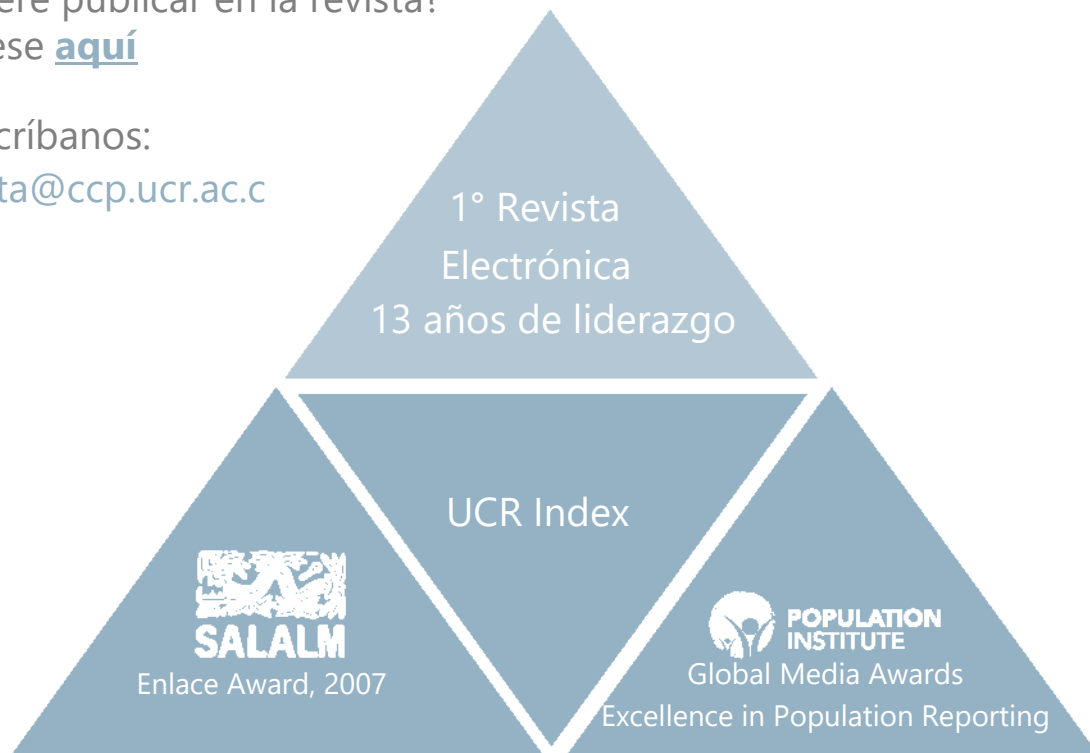 ere publicar en la revista?
ese aquí
críbanos:
ta@ccp.ucr.ac.c
1° Revista
Electrónica
13 años de liderazgo
UCR Index
SALALM
Enlace Award, 2007
POPULATION
INSTITUTE
Global Media Awards
Excellence in Population Reporting